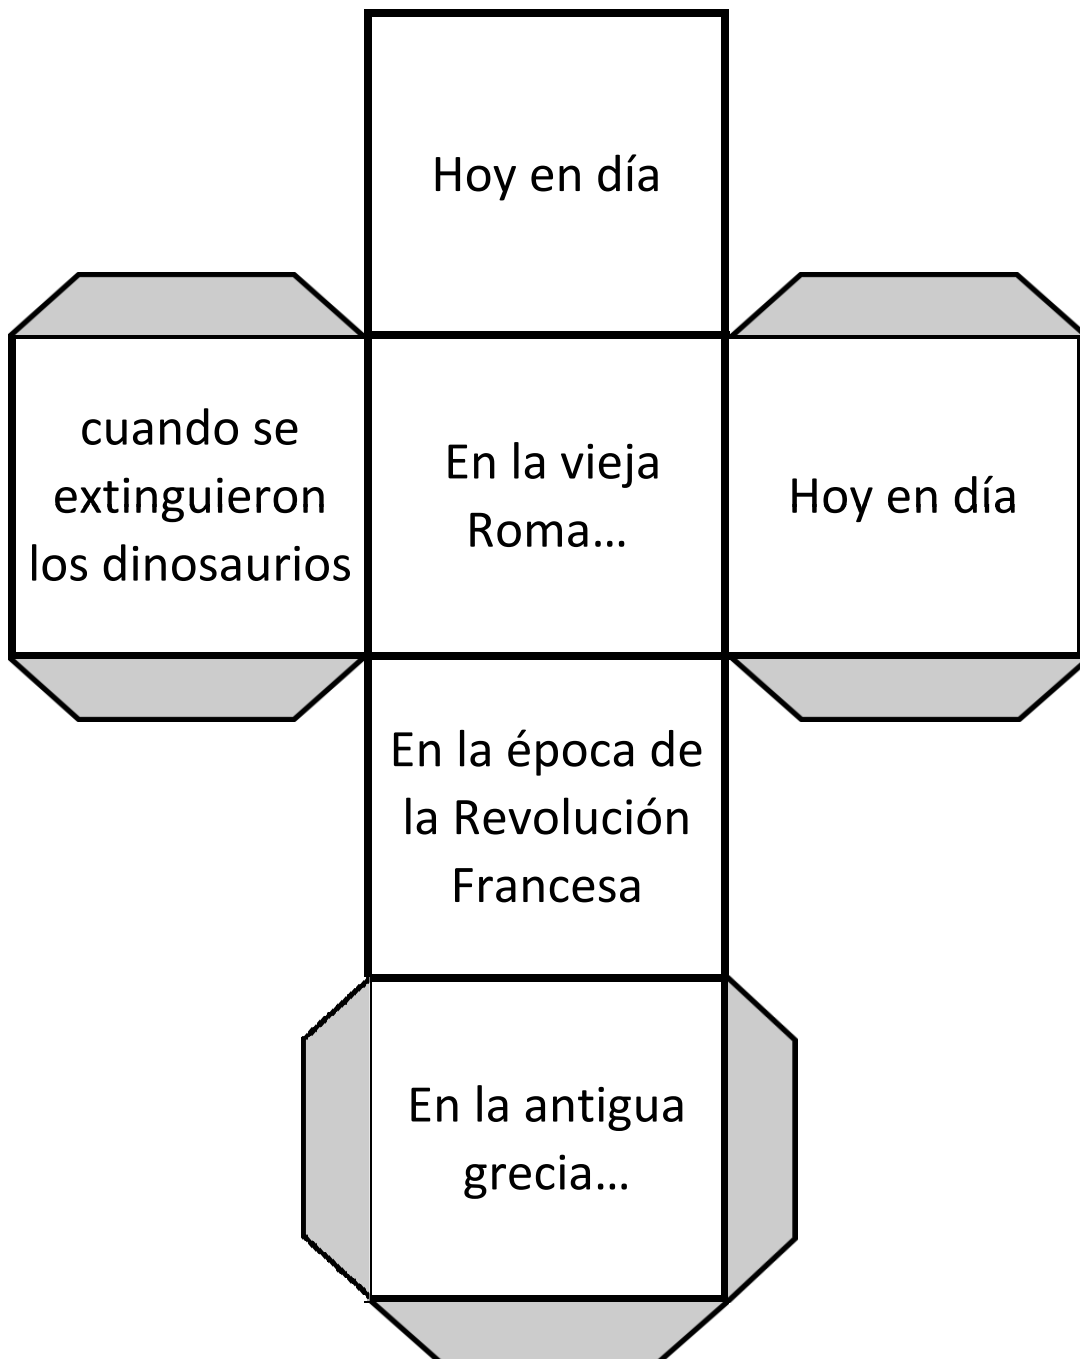 Hoy en día
cuando se
extinguieron
los dinosaurios
En la vieja
Roma...
Hoy en día
En la época de
la Revolución
Francesa
En la antigua
grecia...